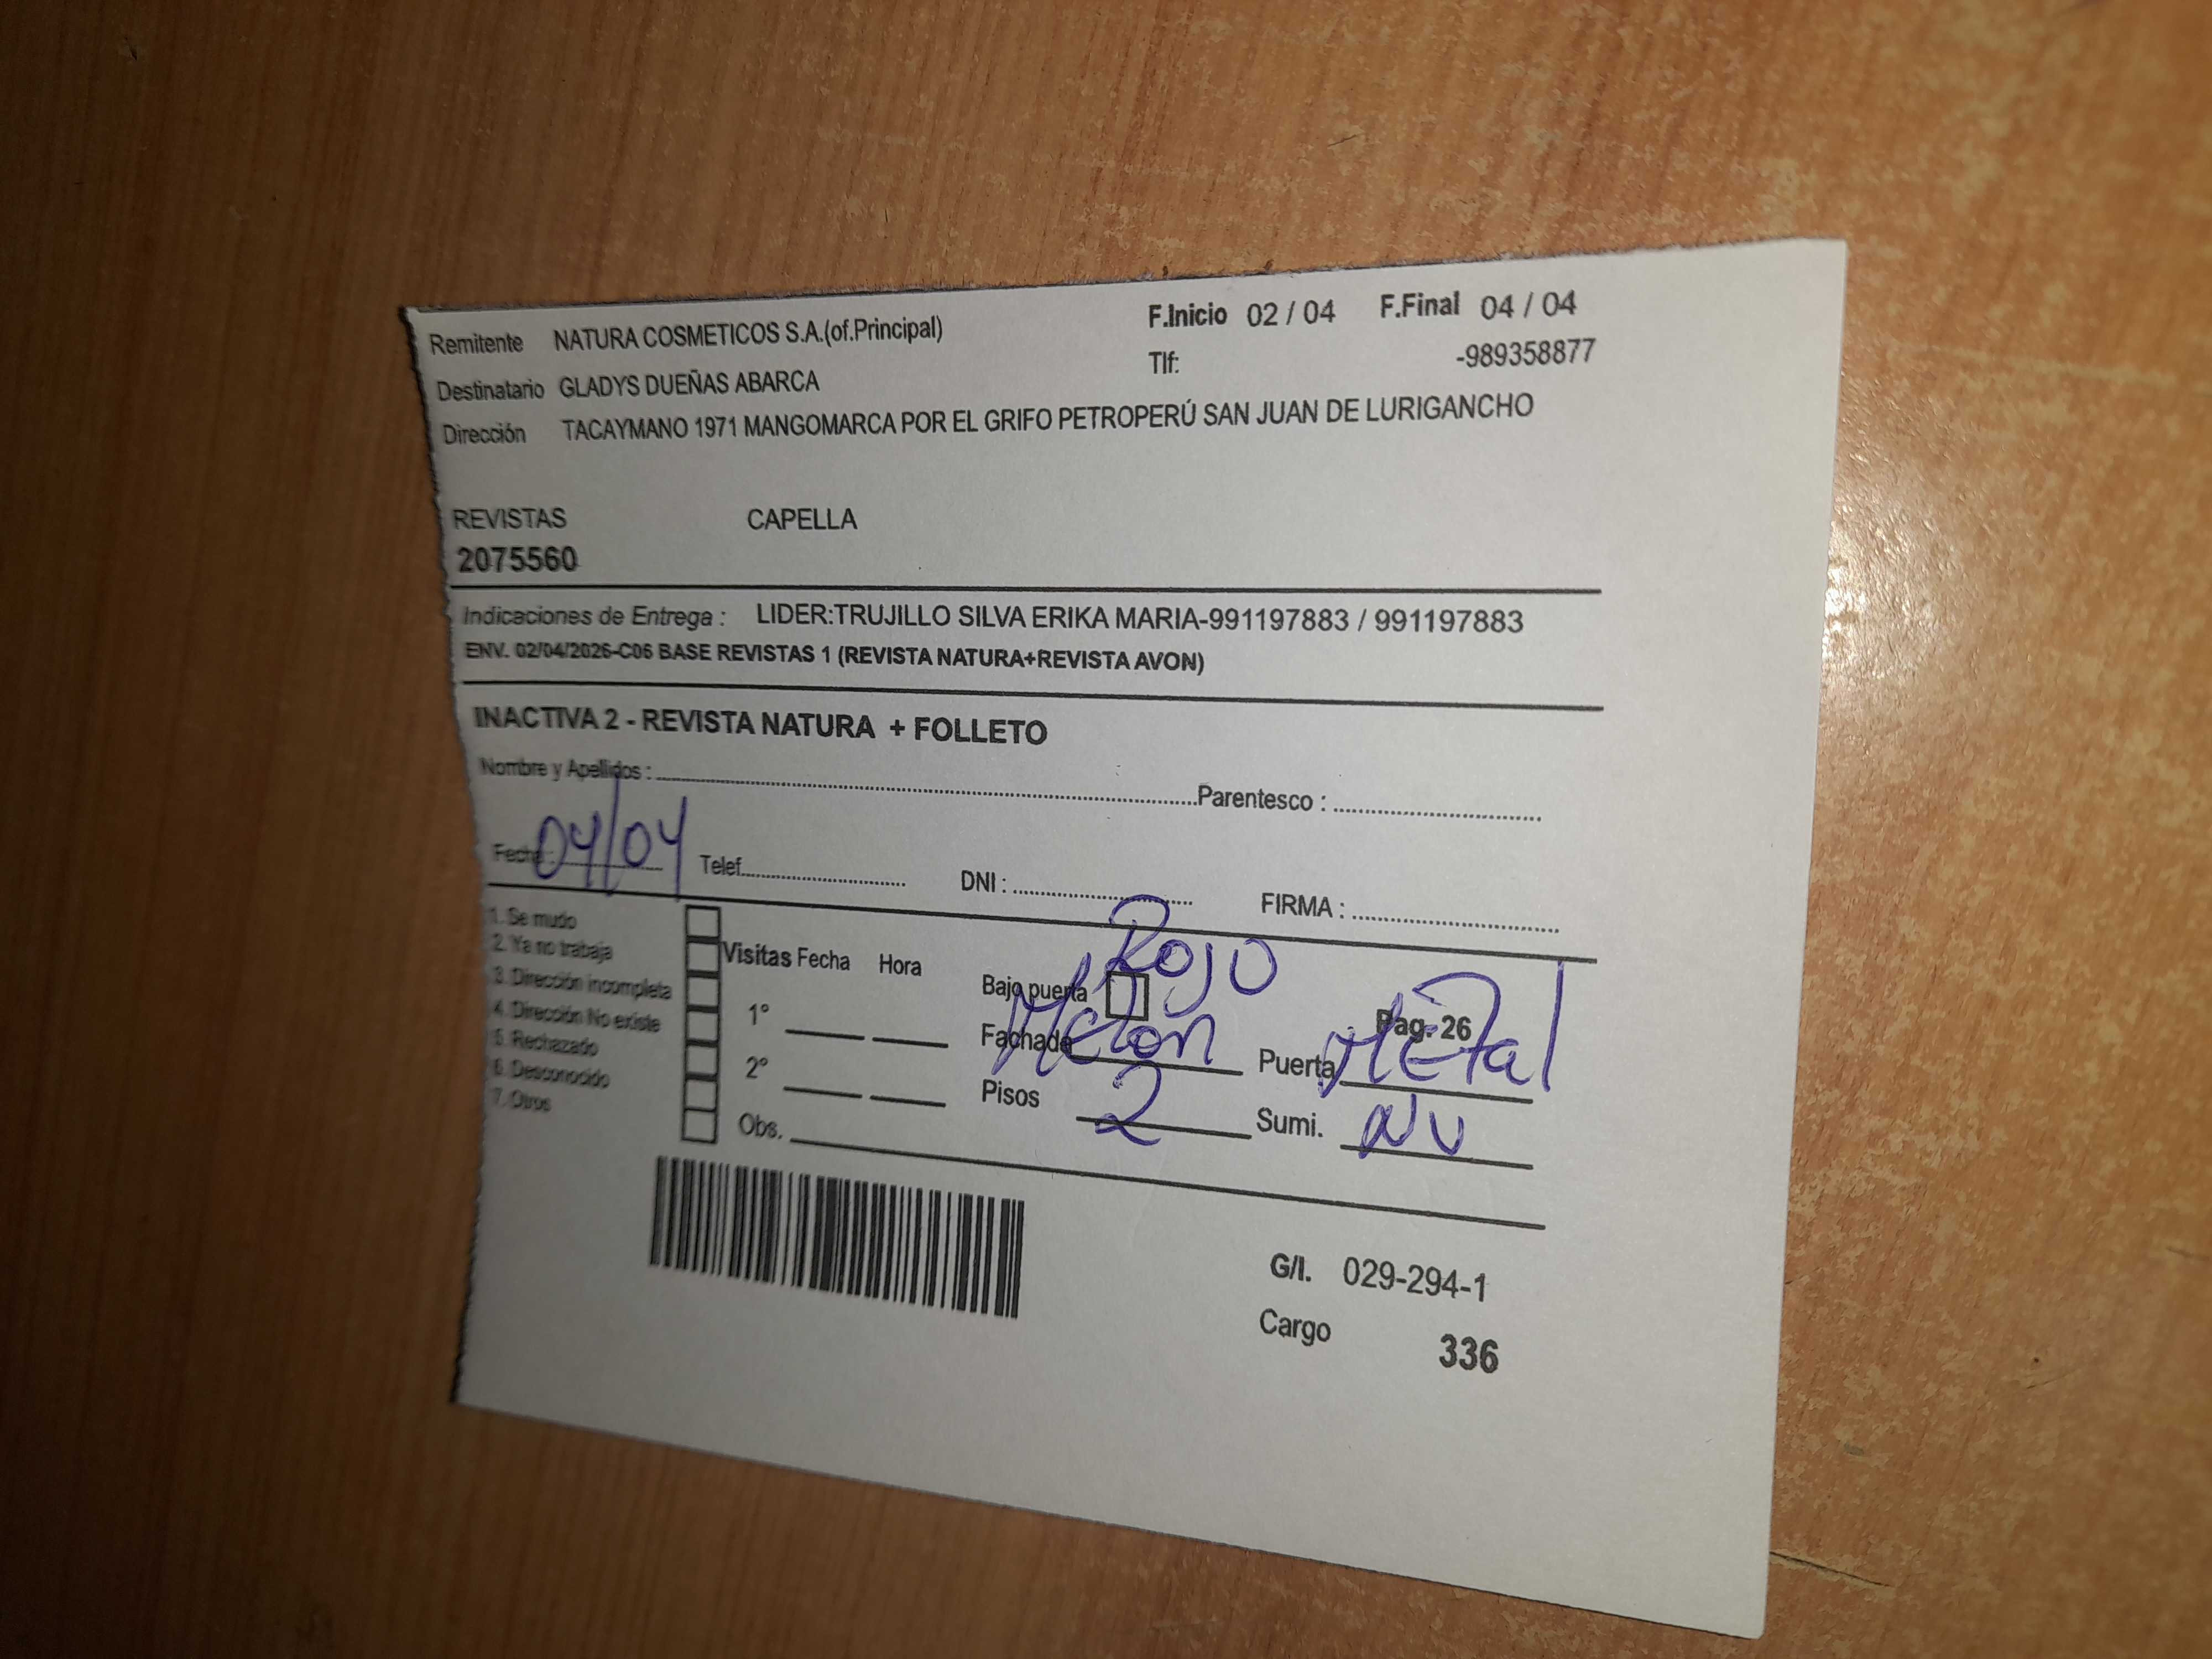 Remitente NATURA COSMETICOS S.A.(of.Principal) F.Inicio 02 / 04 F.Final 04 / 04
Tlf: -989358877
Destinatario GLADYS DUEÑAS ABARCA
Dirección TACAYMANO 1971 MANGOMARCA POR EL GRIFO PETROPERÚ SAN JUAN DE LURIGANCHO
REVISTAS CAPELLA
2075560
Indicaciones de Entrega : LIDER:TRUJILLO SILVA ERIKA MARIA-991197883 / 991197883
ENV. 02/04/2026-C06 BASE REVISTAS 1 (REVISTA NATURA+REVISTA AVON)
INACTIVA 2 - REVISTA NATURA + FOLLETO
Nombre y Apellidos : Parentesco :
Fecha : 04/04 Telef. DNI : FIRMA :
1. Se mudo
2. Ya no trabaja
3. Dirección incompleta
4. Dirección No existe
5. Rechazado
6. Desconocido
7. Otros
Visitas Fecha Hora
1°
2°
Obs.
Rojo
Bajo puerta Pag. 26
Fachada Melon Puerta Metal
Pisos 2 Sumi. NV
G/I. 029-294-1
Cargo 336